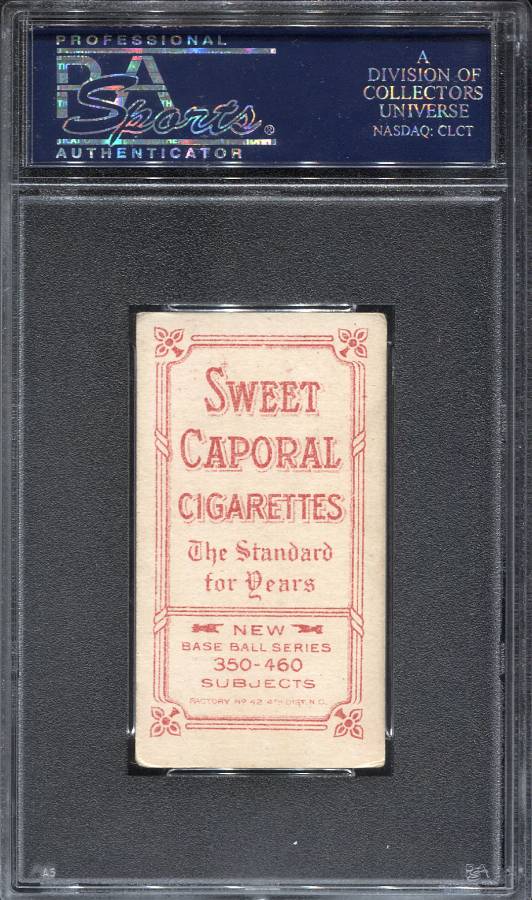 PROFESSIONAL
PSA
Sports®
AUTHENTICATOR
A
DIVISION OF
COLLECTORS
UNIVERSE
NASDAQ: CLCT
SWEET
CAPORAL
CIGARETTES
The Standard
for Years
NEW
BASE BALL SERIES
350-460
SUBJECTS
FACTORY Nº 42 4TH DIST. N.C.
A5
PSA